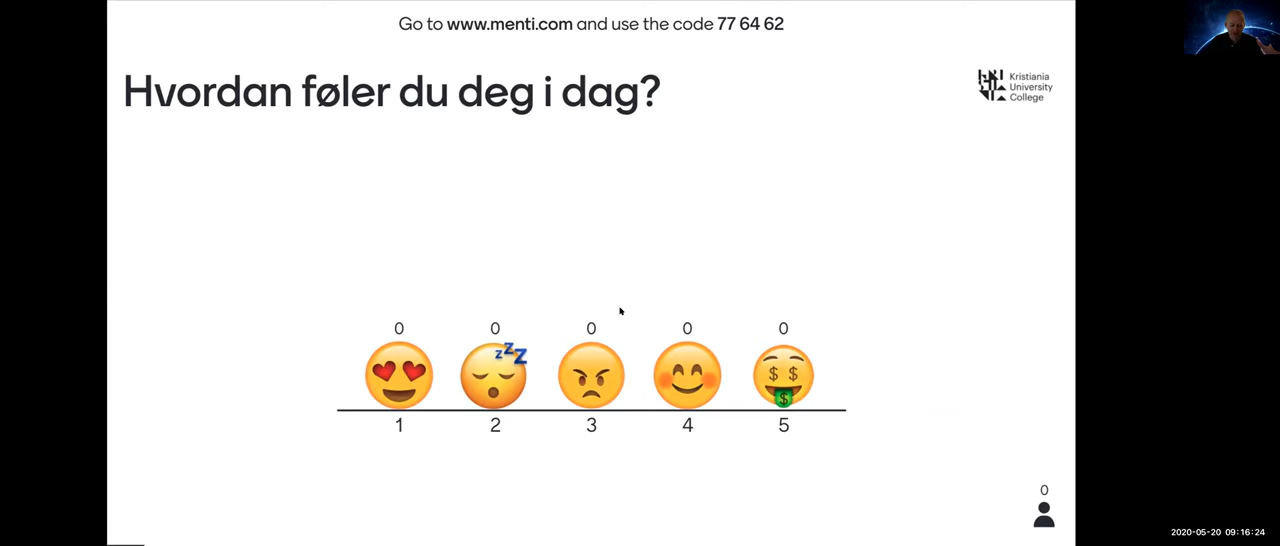 Go to www.menti.com and use the code 77 64 62
Hvordan føler du deg i dag?
Kristiania
University
College
0 0 0 0 0
zzZ
$ $
$
1 2 3 4 5
0
2020-05-20 09:16:24